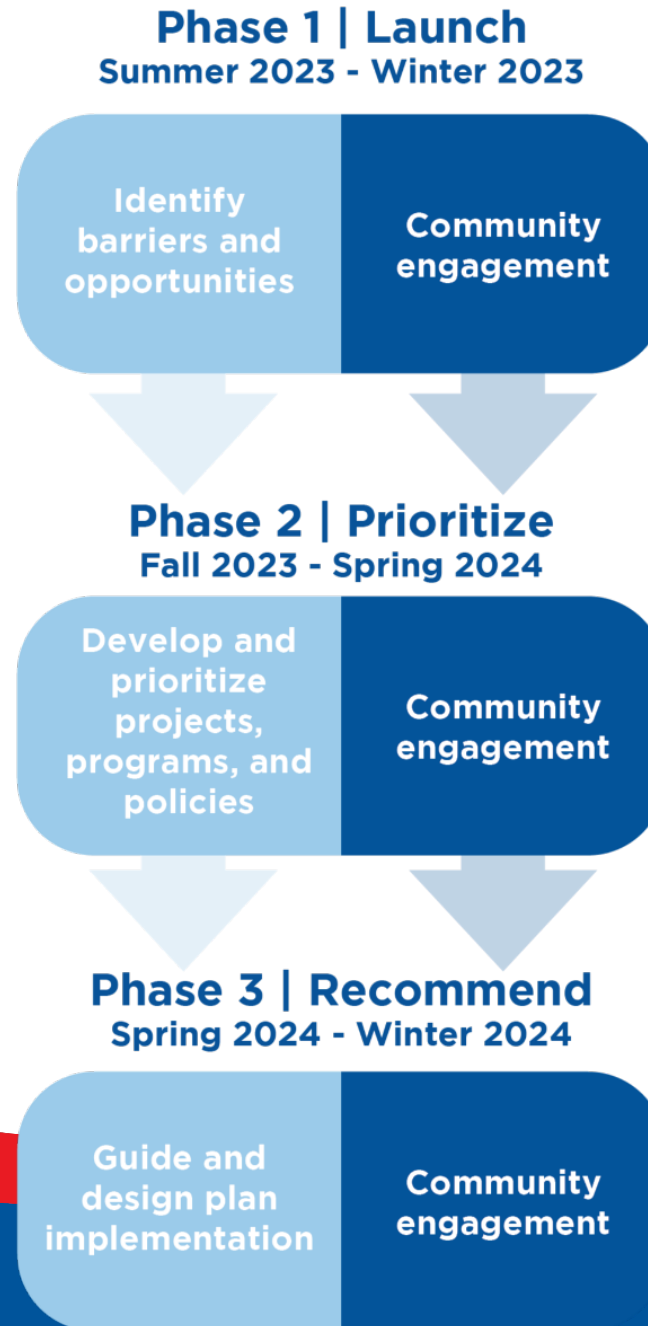 Phase 1 | Launch
Summer 2023 - Winter 2023
Identify
barriers and
opportunities
Community
engagement
Phase 2 | Prioritize
Fall 2023 - Spring 2024
Develop and
prioritize
projects,
programs, and
policies
Community
engagement
Phase 3 | Recommend
Spring 2024 - Winter 2024
Guide and
design plan
implementation
Community
engagement